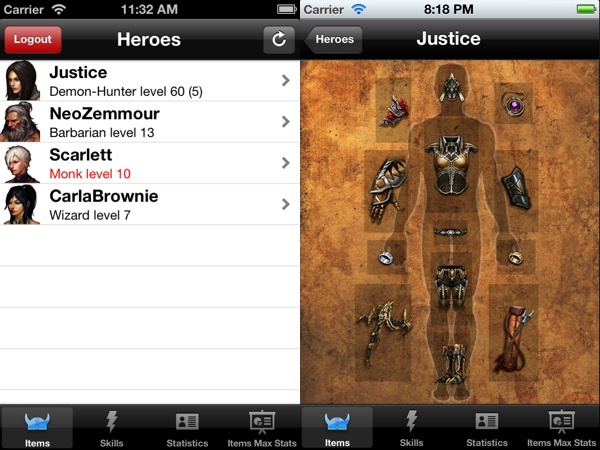 Carrier 11:32 AM
Logout Heroes
Justice
Demon-Hunter level 60 (5)
NeoZemmour
Barbarian level 13
Scarlett
Monk level 10
CarlaBrownie
Wizard level 7
Items Skills Statistics Items Max Stats
Carrier 8:18 PM
Heroes Justice
Items Skills Statistics Items Max Stats